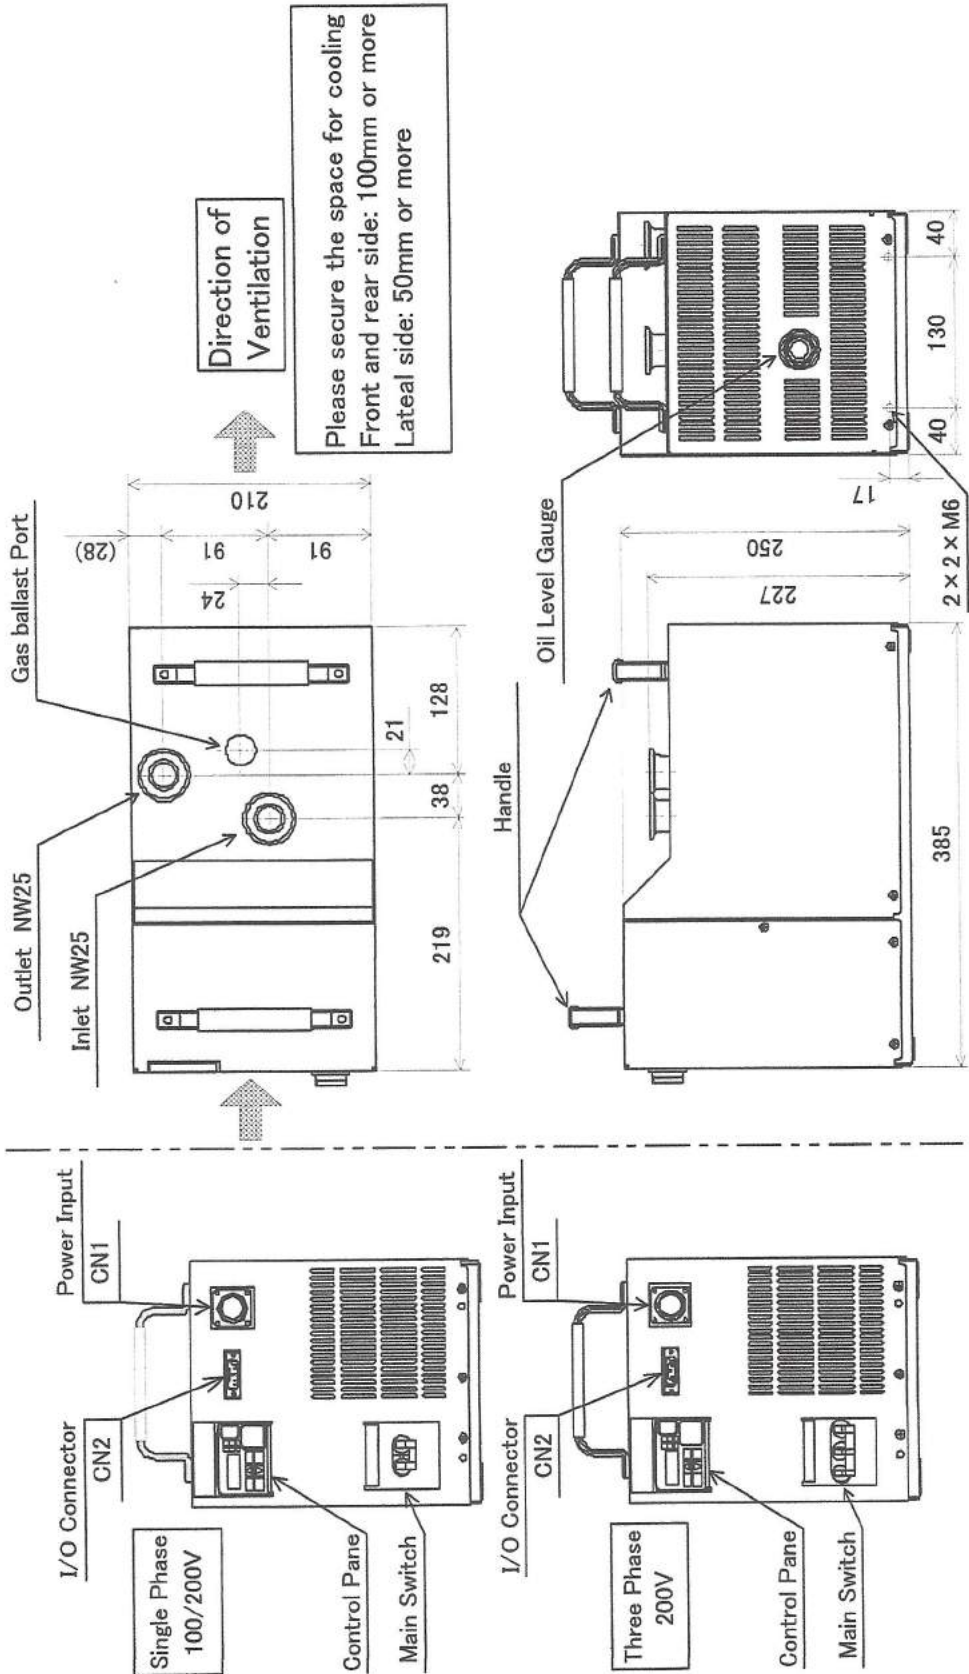 Single Phase
100/200V
I/O Connector
CN2
Power Input
CN1
Control Pane
Main Switch
Three Phase
200V
I/O Connector
CN2
Power Input
CN1
Control Pane
Main Switch
Outlet NW25
Inlet NW25
Gas ballast Port
(28)
91
91
210
24
21
219
38
128
Direction of
Ventilation
Please secure the space for cooling
Front and rear side: 100mm or more
Lateal side: 50mm or more
Handle
Oil Level Gauge
227
250
385
17
2×2×M6
40
130
40